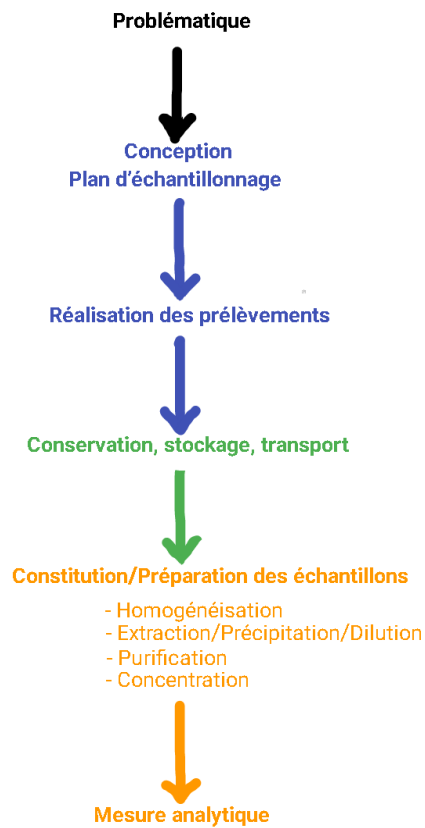 Problématique
Conception
Plan d'échantillonnage
Réalisation des prélèvements
Conservation, stockage, transport
Constitution/Préparation des échantillons
- Homogénéisation
- Extraction/Précipitation/Dilution
- Purification
- Concentration
Mesure analytique